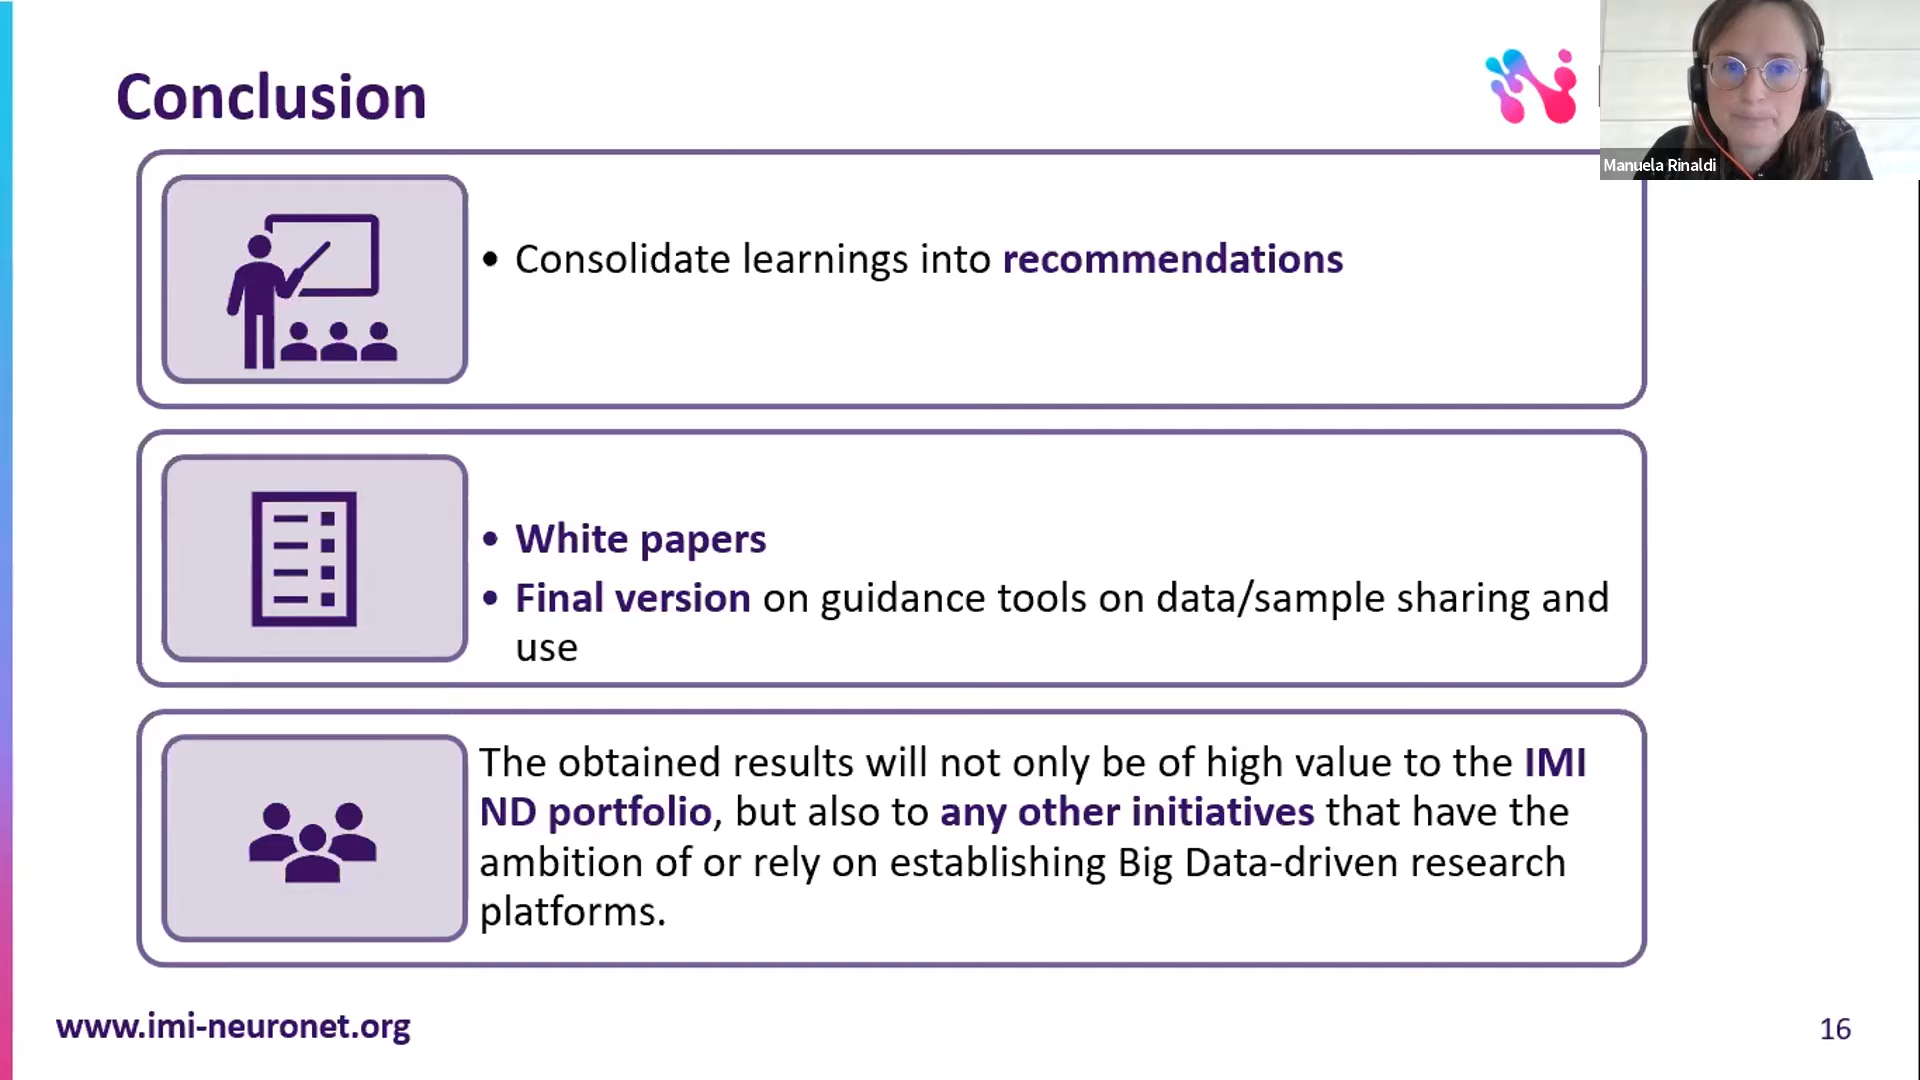 Conclusion
Manuela Rinaldi
• Consolidate learnings into recommendations
• White papers
• Final version on guidance tools on data/sample sharing and
use
The obtained results will not only be of high value to the IMI
ND portfolio, but also to any other initiatives that have the
ambition of or rely on establishing Big Data-driven research
platforms.
www.imi-neuronet.org
16